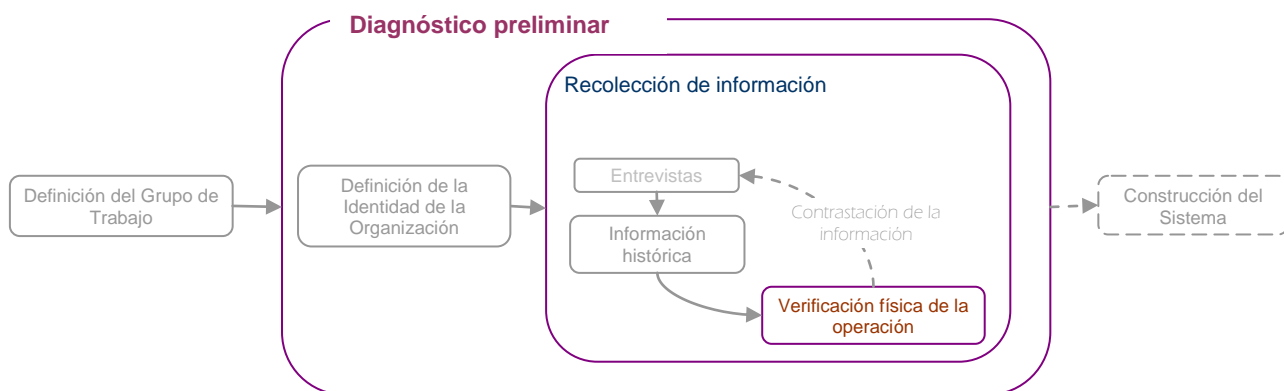 Diagnóstico preliminar
Recolección de información
Definición del Grupo de
Trabajo
Definición de la
Identidad de la
Organización
Entrevistas
Información
histórica
Contrastación de la
información
Verificación física de la
operación
Construcción del
Sistema